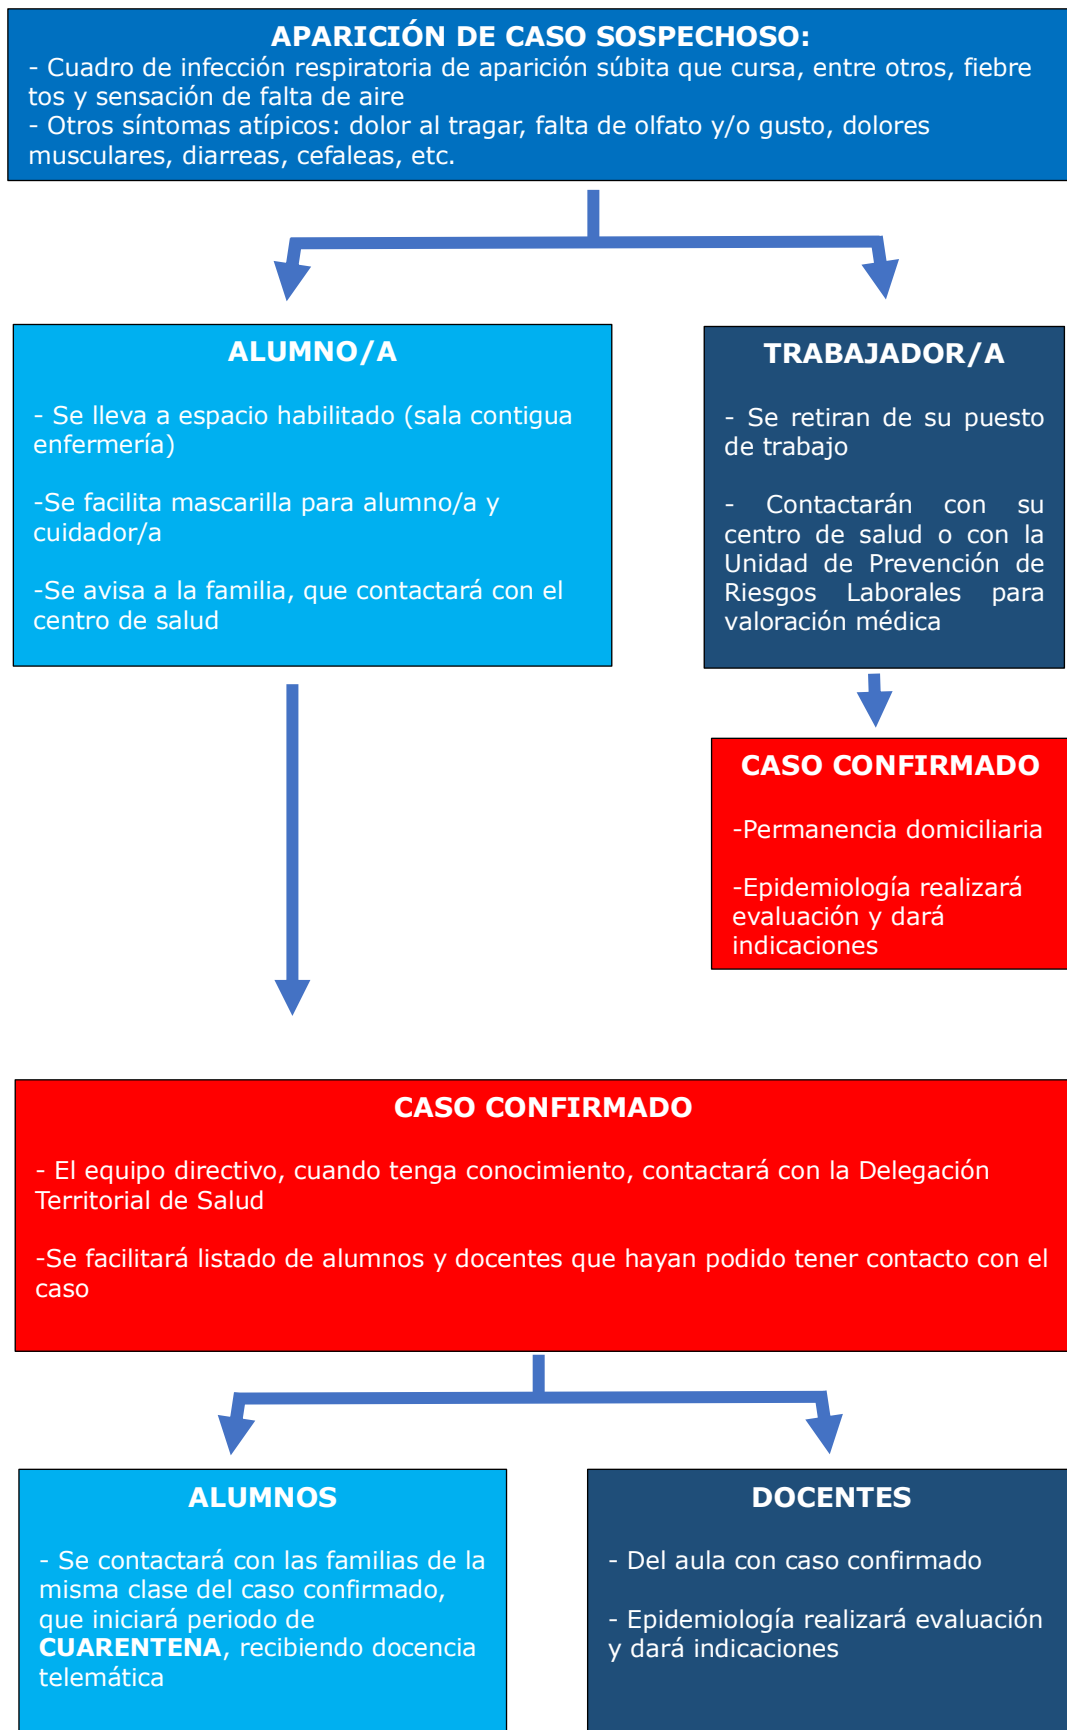 APARICIÓN DE CASO SOSPECHOSO:
- Cuadro de infección respiratoria de aparición súbita que cursa, entre otros, fiebre
tos y sensación de falta de aire
- Otros síntomas atípicos: dolor al tragar, falta de olfato y/o gusto, dolores
musculares, diarreas, cefaleas, etc.
ALUMNO/A
- Se lleva a espacio habilitado (sala contigua
enfermería)
-Se facilita mascarilla para alumno/a y
cuidador/a
-Se avisa a la familia, que contactará con el
centro de salud
TRABAJADOR/A
- Se retiran de su puesto
de trabajo
- Contactarán con su
centro de salud o con la
Unidad de Prevención de
Riesgos Laborales para
valoración médica
CASO CONFIRMADO
-Permanencia domiciliaria
-Epidemiología realizará
evaluación y dará
indicaciones
CASO CONFIRMADO
- El equipo directivo, cuando tenga conocimiento, contactará con la Delegación
Territorial de Salud
-Se facilitará listado de alumnos y docentes que hayan podido tener contacto con el
caso
ALUMNOS
- Se contactará con las familias de la
misma clase del caso confirmado,
que iniciará periodo de
CUARENTENA, recibiendo docencia
telemática
DOCENTES
- Del aula con caso confirmado
- Epidemiología realizará evaluación
y dará indicaciones